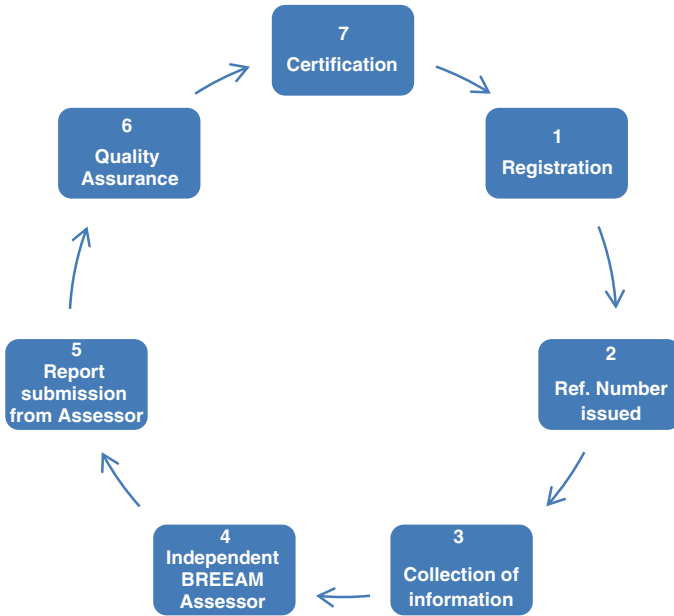 7
Certification
1
Registration
2
Ref. Number
issued
3
Collection of
information
4
Independent
BREEAM
Assessor
5
Report
submission
from Assessor
6
Quality
Assurance